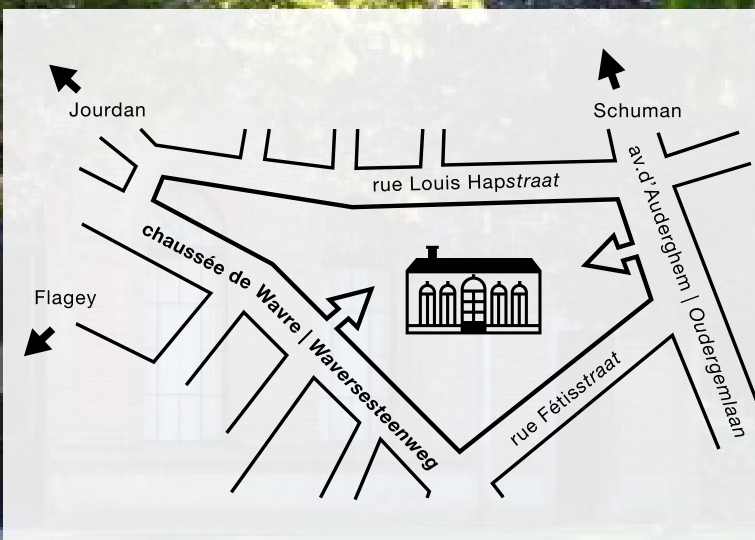 Jourdan
Schuman
rue Louis Hapstraat
av.d'Auderghem | Oudergemlaan
chaussée de Wavre | Waversesteenweg
Flagey
rue Fétisstraat